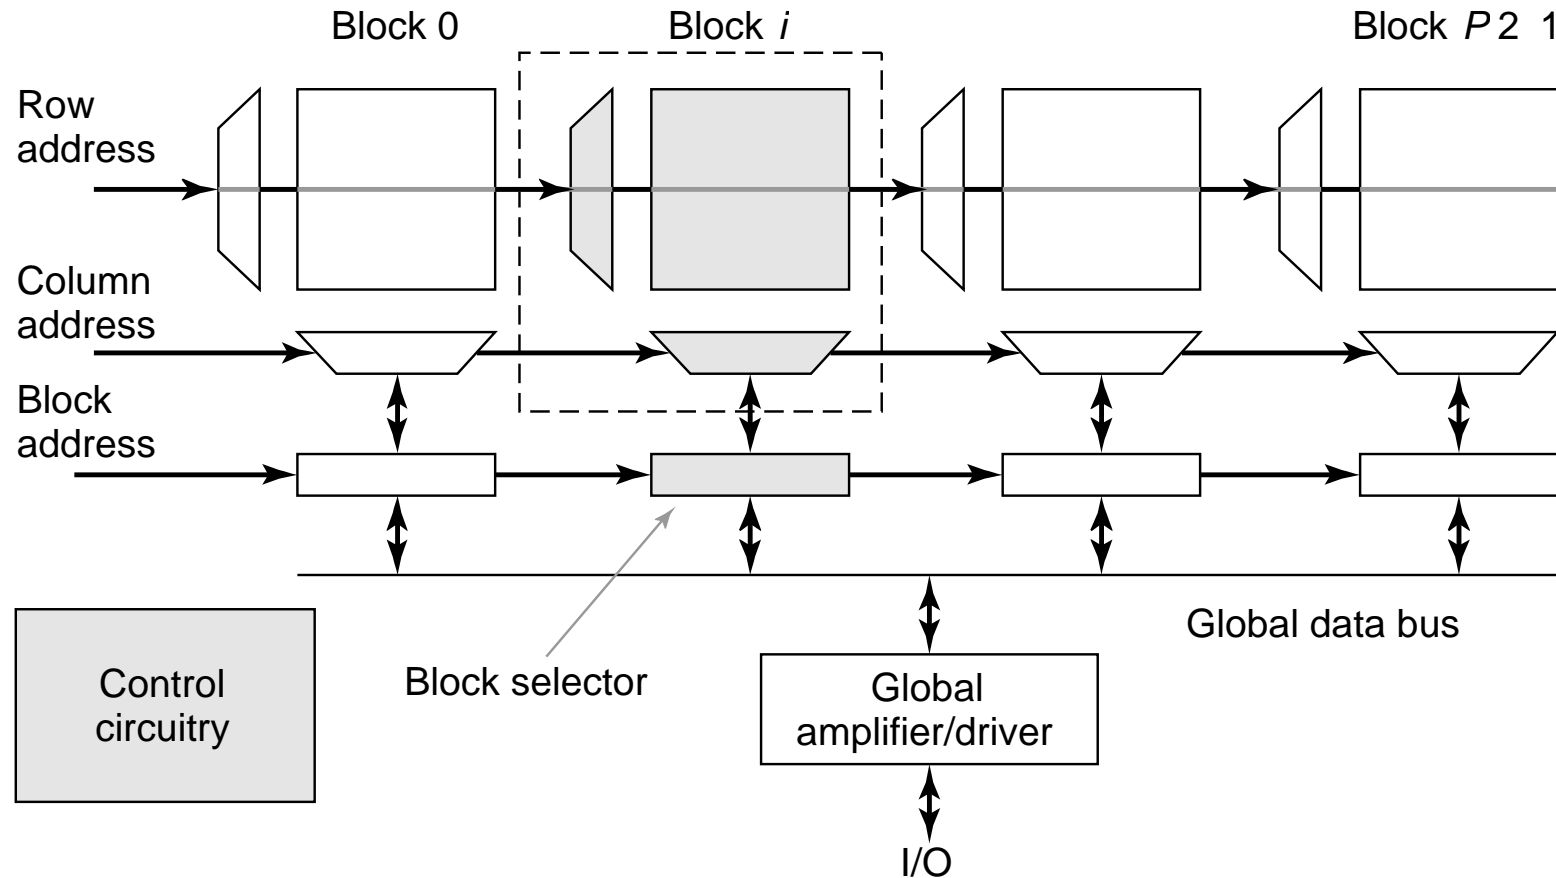 Block 0
Block i
Block P 2 1
Row
address
Column
address
Block
address
Global data bus
Block selector
Control
circuitry
Global
amplifier/driver
I/O